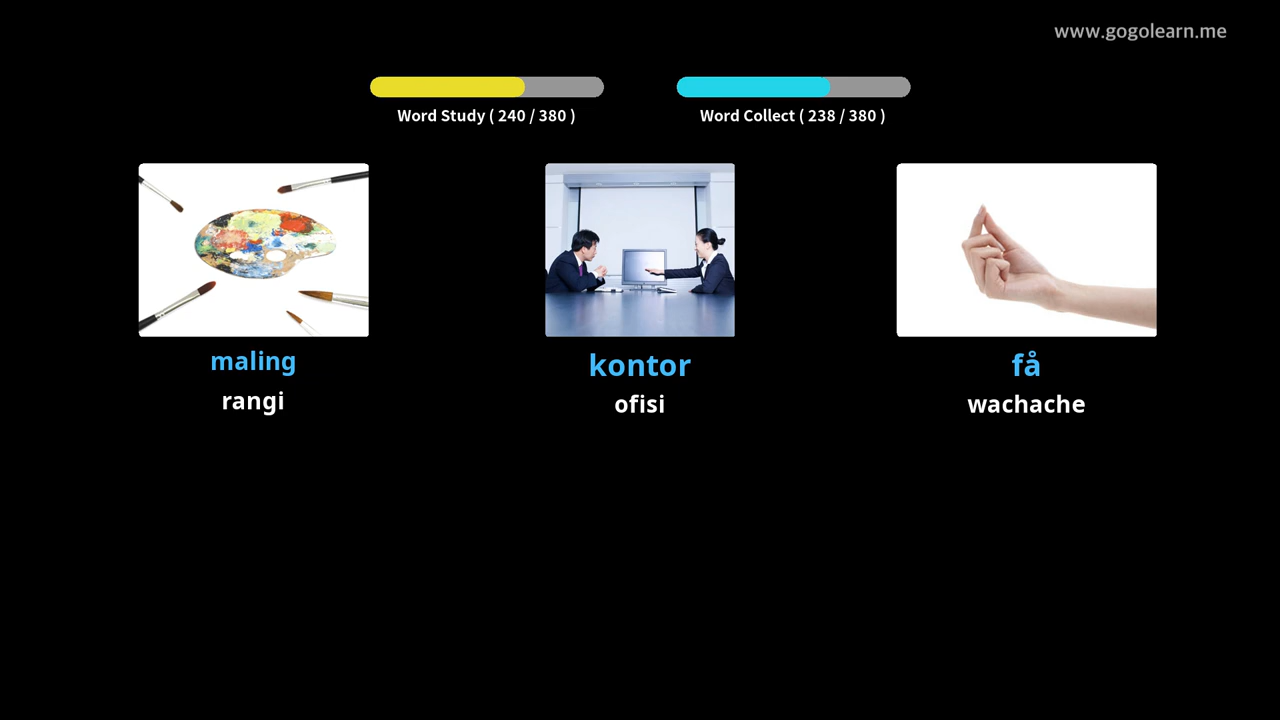 www.gogolearn.me
Word Study ( 240 / 380 )
Word Collect ( 238 / 380 )
maling
rangi
kontor
ofisi
få
wachache